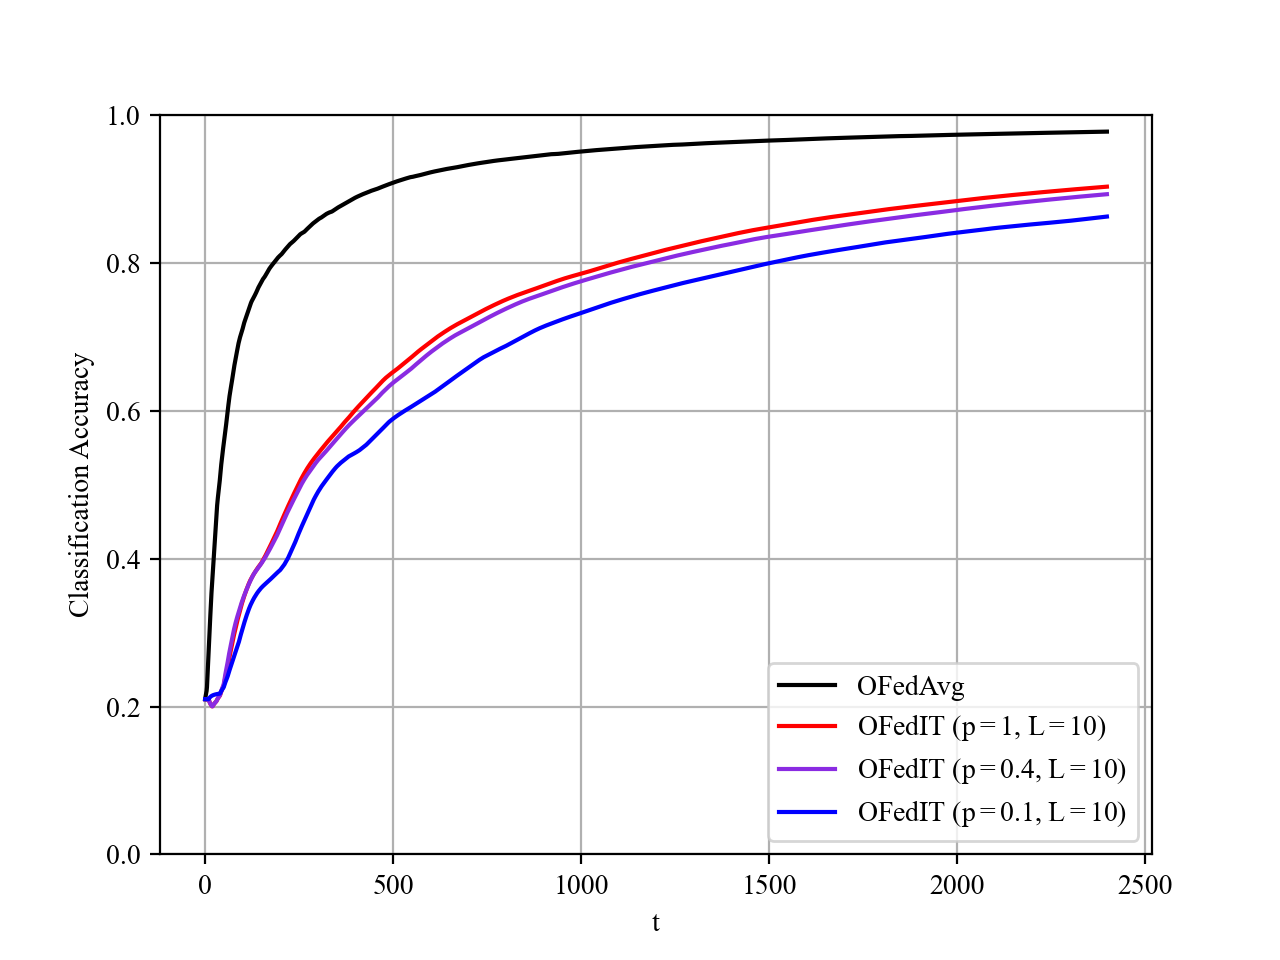 1.0
0.8
0.6
0.4
0.2
0.0
Classification Accuracy
OFedAvg
OFedIT (p = 1, L = 10)
OFedIT (p = 0.4, L = 10)
OFedIT (p = 0.1, L = 10)
0 500 1000 1500 2000 2500
t